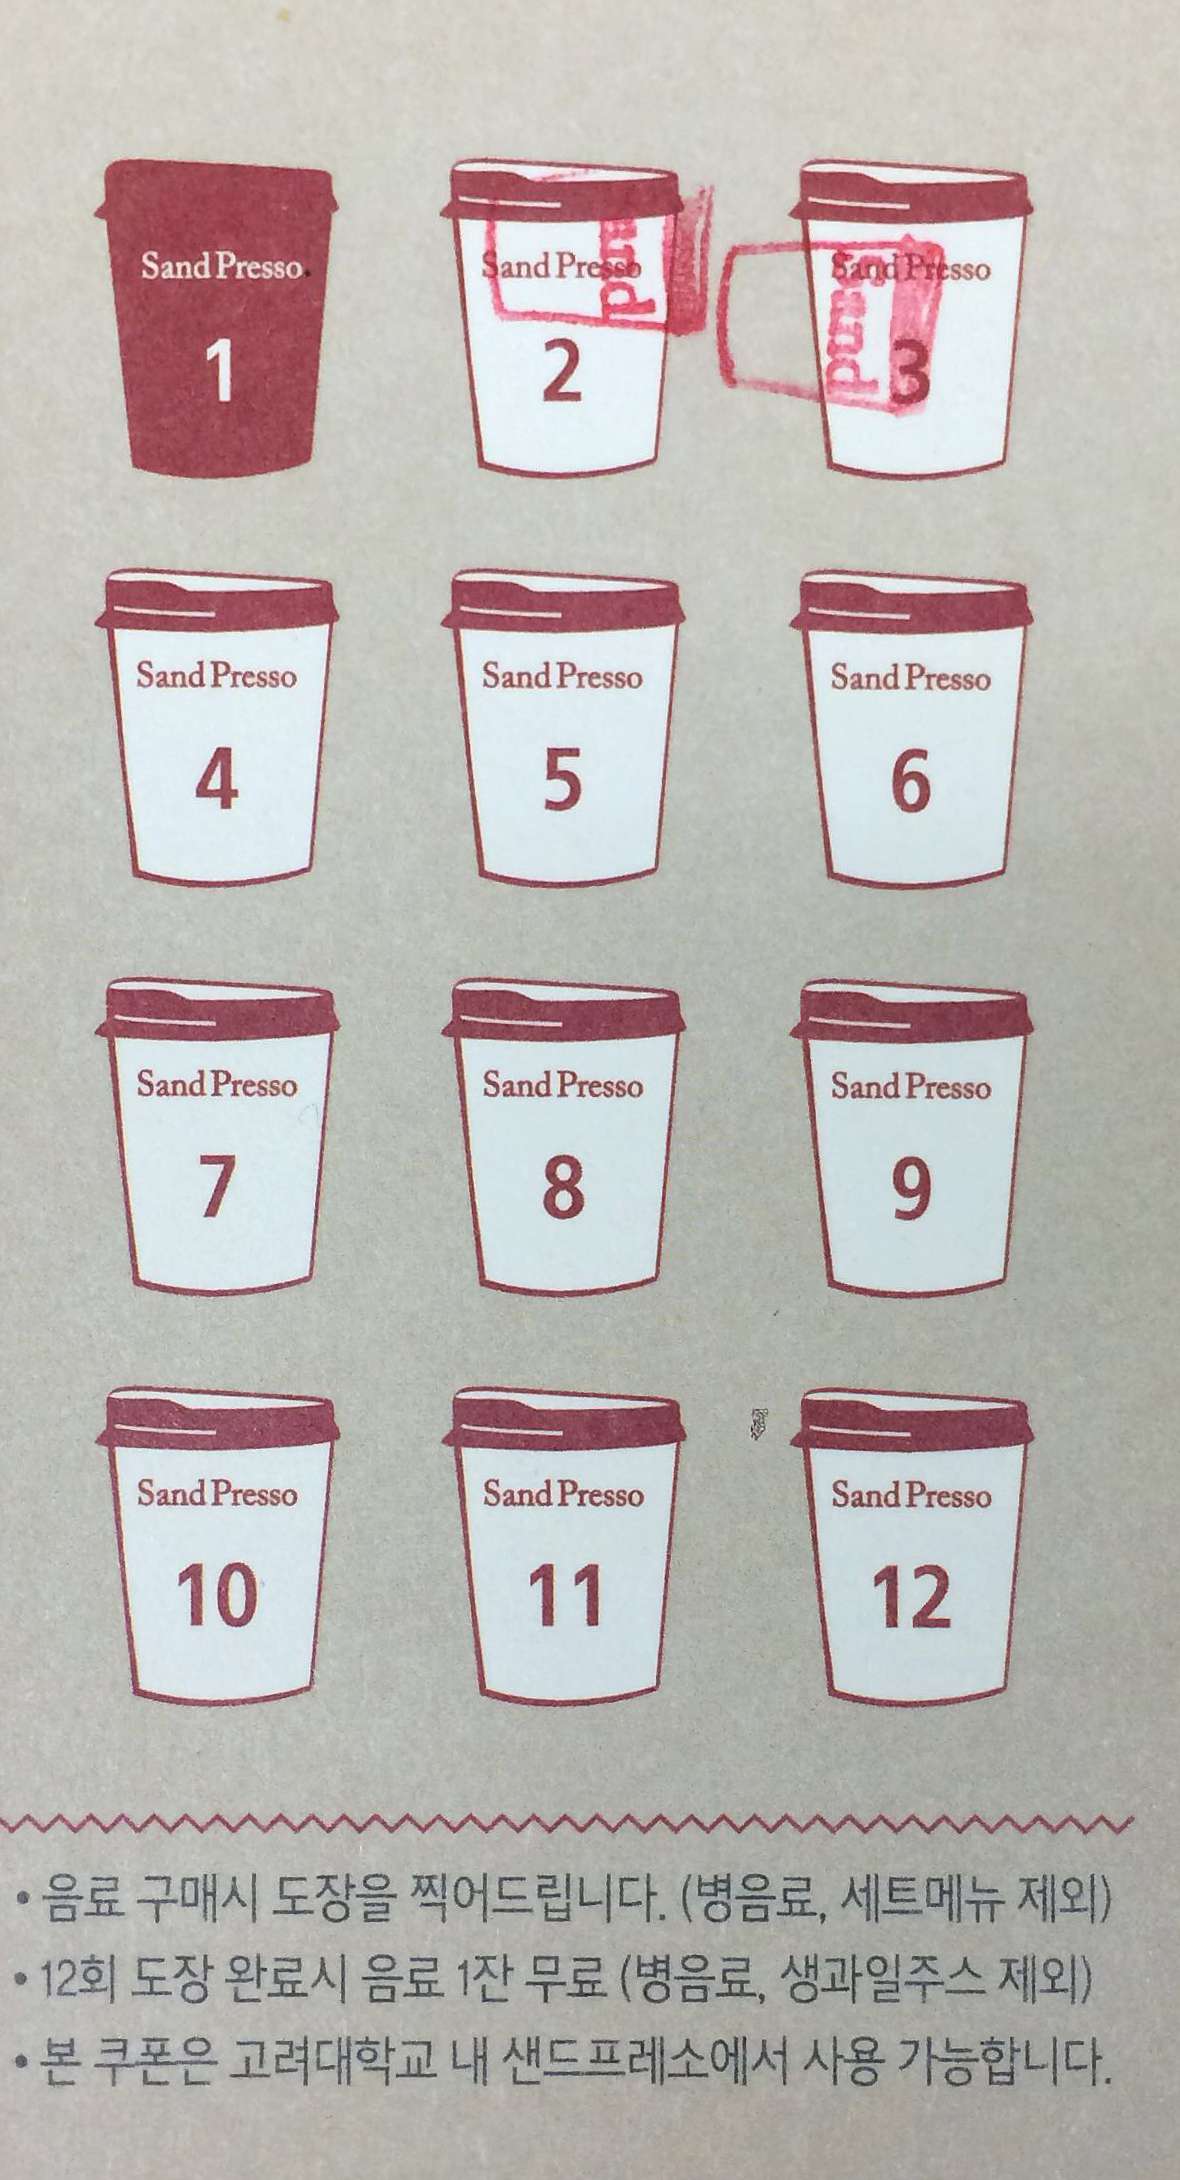 Sand Presso Sand Presso Sand Presso
1 2 3
Sand Presso Sand Presso Sand Presso
4 5 6
Sand Presso Sand Presso Sand Presso
7 8 9
Sand Presso Sand Presso Sand Presso
10 11 12
• 음료 구매시 도장을 찍어드립니다. (병음료, 세트메뉴 제외)
• 12회 도장 완료시 음료 1잔 무료 (병음료, 생과일주스 제외)
• 본 쿠폰은 고려대학교 내 샌드프레소에서 사용 가능합니다.